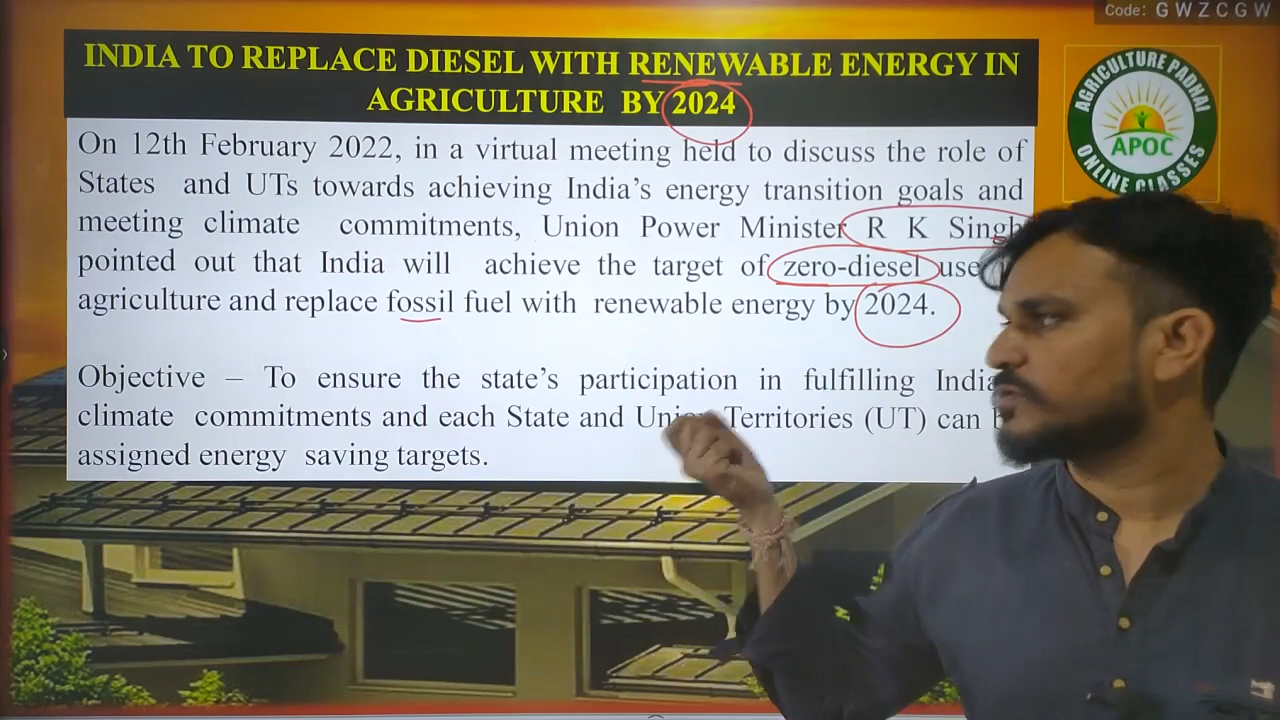 Code: G W Z C G W
INDIA TO REPLACE DIESEL WITH RENEWABLE ENERGY IN
AGRICULTURE BY 2024
AGRICULTURE PADHAI
APOC
ONLINE CLASSES
On 12th February 2022, in a virtual meeting held to discuss the role of
States and UTs towards achieving India's energy transition goals and
meeting climate commitments, Union Power Minister R K Singh
pointed out that India will achieve the target of zero-diesel use
agriculture and replace fossil fuel with renewable energy by 2024.
Objective – To ensure the state's participation in fulfilling India
climate commitments and each State and Union Territories (UT) can
assigned energy saving targets.